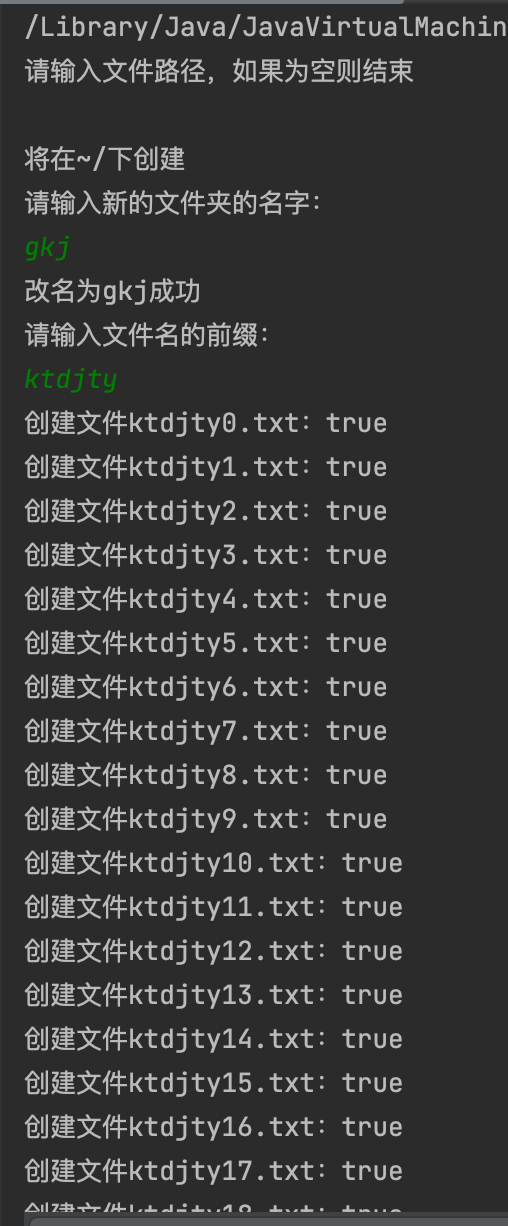 /Library/Java/JavaVirtualMachin
请输入文件路径，如果为空则结束
将在~/下创建
请输入新的文件夹的名字：
gkj
改名为gkj成功
请输入文件名的前缀：
ktdjty
创建文件ktdjty0.txt：true
创建文件ktdjty1.txt：true
创建文件ktdjty2.txt：true
创建文件ktdjty3.txt：true
创建文件ktdjty4.txt：true
创建文件ktdjty5.txt：true
创建文件ktdjty6.txt：true
创建文件ktdjty7.txt：true
创建文件ktdjty8.txt：true
创建文件ktdjty9.txt：true
创建文件ktdjty10.txt：true
创建文件ktdjty11.txt：true
创建文件ktdjty12.txt：true
创建文件ktdjty13.txt：true
创建文件ktdjty14.txt：true
创建文件ktdjty15.txt：true
创建文件ktdjty16.txt：true
创建文件ktdjty17.txt：true